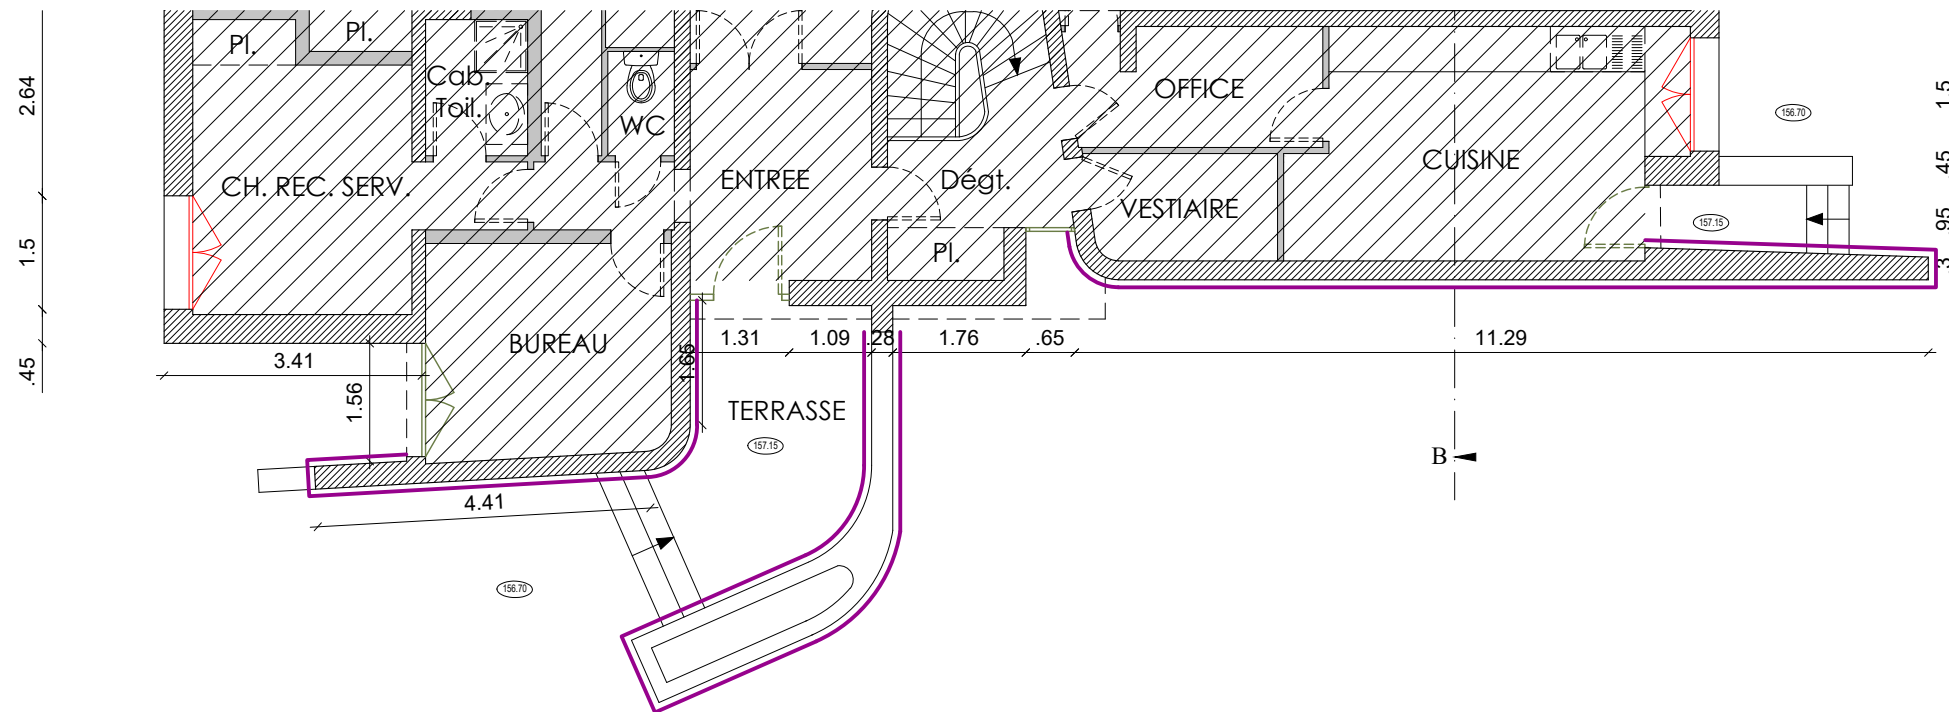 Pl.
Pl.
2.64
Cab.
Toil.
WC
OFFICE
1.5
156.70
CUISINE
.45
CH. REC. SERV.
ENTREE
Dégt.
VESTIAIRE
157.15
.95
1.5
Pl.
BUREAU
1.31
1.09
.28
1.76
.65
11.29
.45
3.41
1.65
1.56
TERRASSE
157.15
B
4.41
156.70